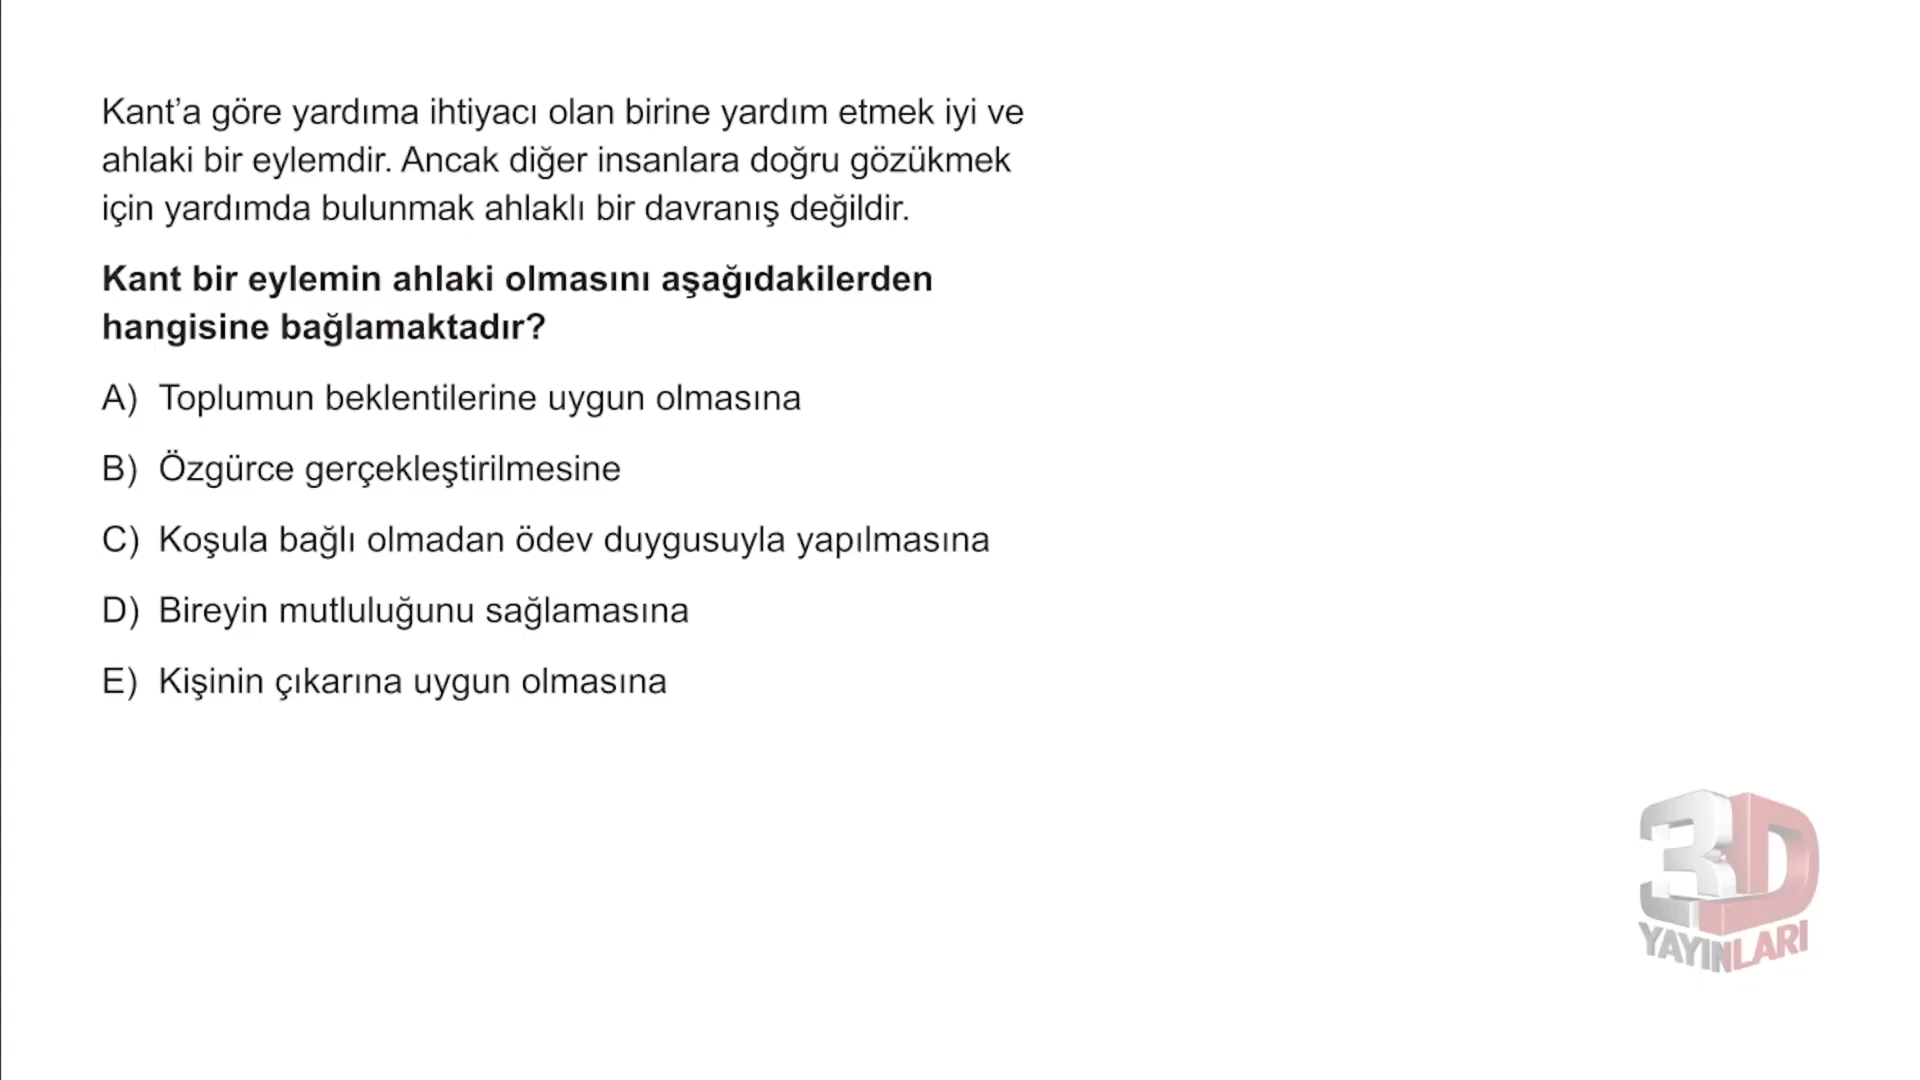 Kant’a göre yardıma ihtiyacı olan birine yardım etmek iyi ve
ahlaki bir eylemdir. Ancak diğer insanlara doğru gözükmek
için yardımda bulunmak ahlaklı bir davranış değildir.
Kant bir eylemin ahlaki olmasını aşağıdakilerden
hangisine bağlamaktadır?
A) Toplumun beklentilerine uygun olmasına
B) Özgürce gerçekleştirilmesine
C) Koşula bağlı olmadan ödev duygusuyla yapılmasına
D) Bireyin mutluluğunu sağlamasına
E) Kişinin çıkarına uygun olmasına
3D
YAYINLARI